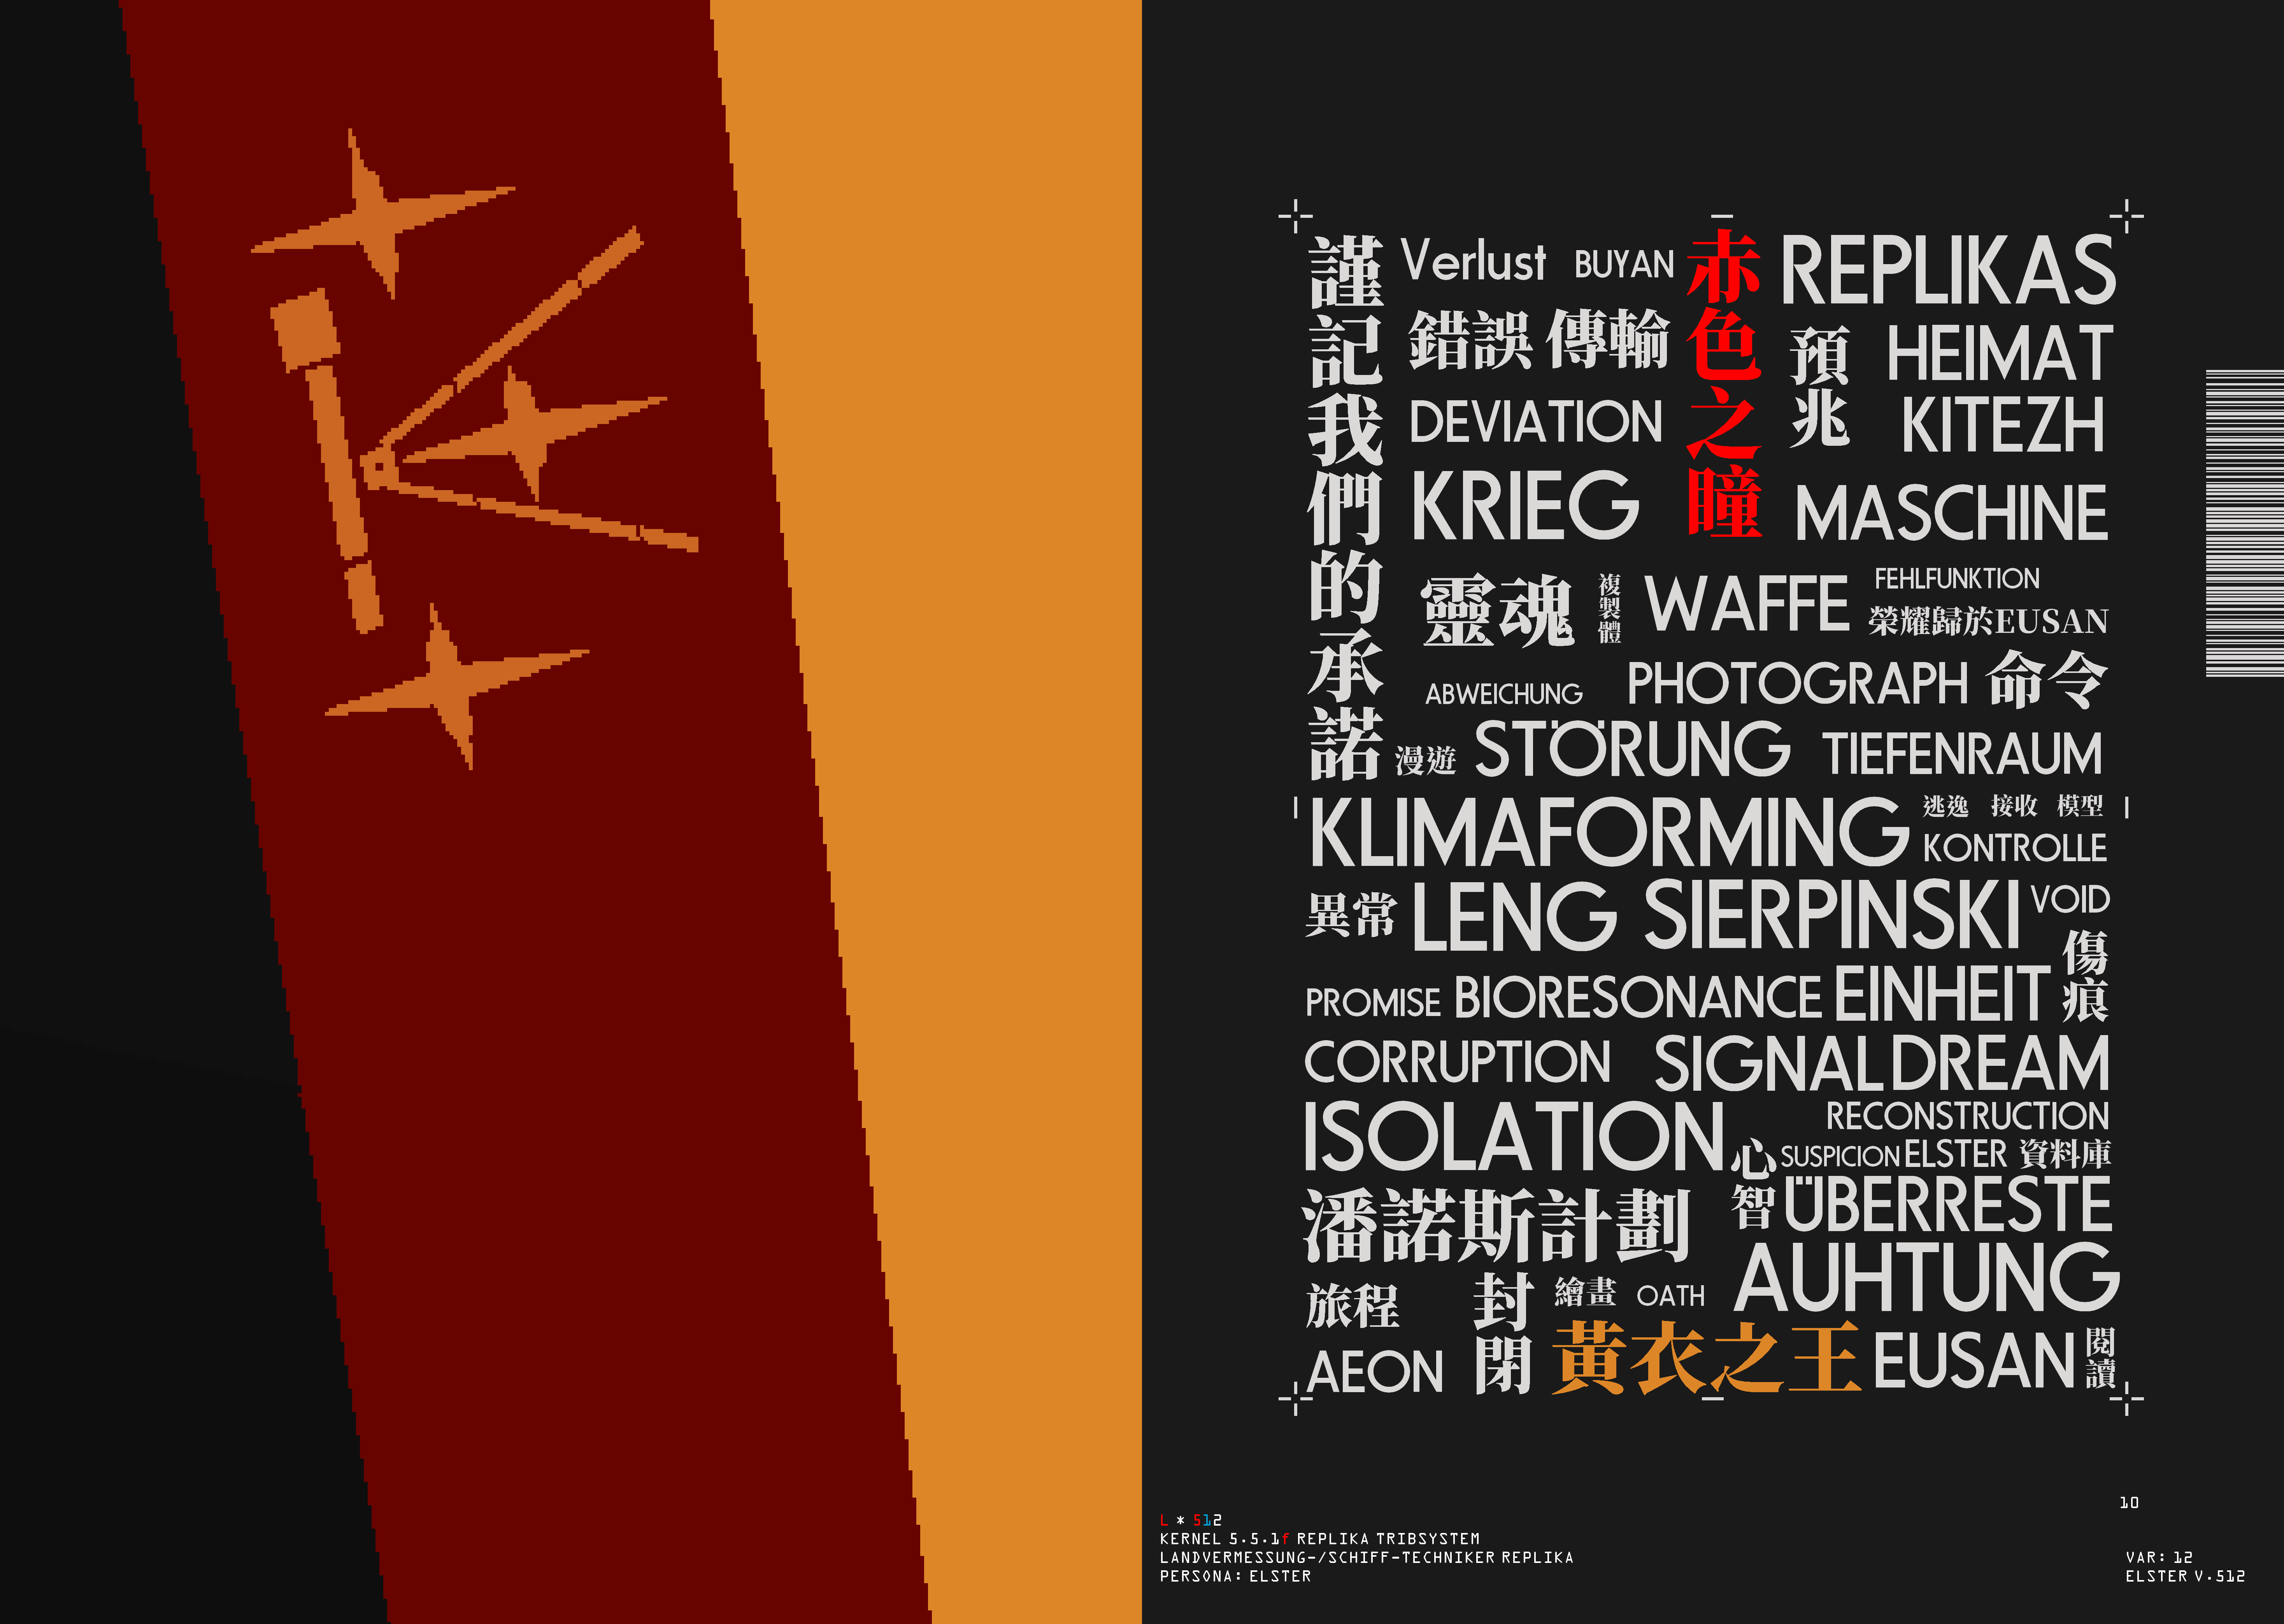 謹記我們的承諾
Verlust BUYAN
赤色之瞳
REPLIKAS
錯誤 傳輸
預兆
HEIMAT
DEVIATION
KITEZH
KRIEG
MASCHINE
靈魂
複製體
WAFFE
FEHLFUNKTION
榮耀歸於EUSAN
ABWEICHUNG
PHOTOGRAPH 命令
漫遊
STÖRUNG
TIEFENRAUM
KLIMAFORMING
逃逸 接收 模型
KONTROLLE
異常
LENG SIERPINSKI
VOID
傷痕
PROMISE BIORESONANCE EINHEIT
CORRUPTION SIGNAL DREAM
ISOLATION
RECONSTRUCTION
心智
SUSPICION ELSTER 資料庫
潘諾斯計劃
ÜBERRESTE
AUHTUNG
旅程
封閉
繪畫 OATH
AEON
黃衣之王
EUSAN
閱讀
10
L * 512
KERNEL 5.5.1f REPLIKA TRIBSYSTEM
LANDVERMESSUNG-/SCHIFF-TECHNIKER REPLIKA
PERSONA: ELSTER
VAR: 12
ELSTER V.512